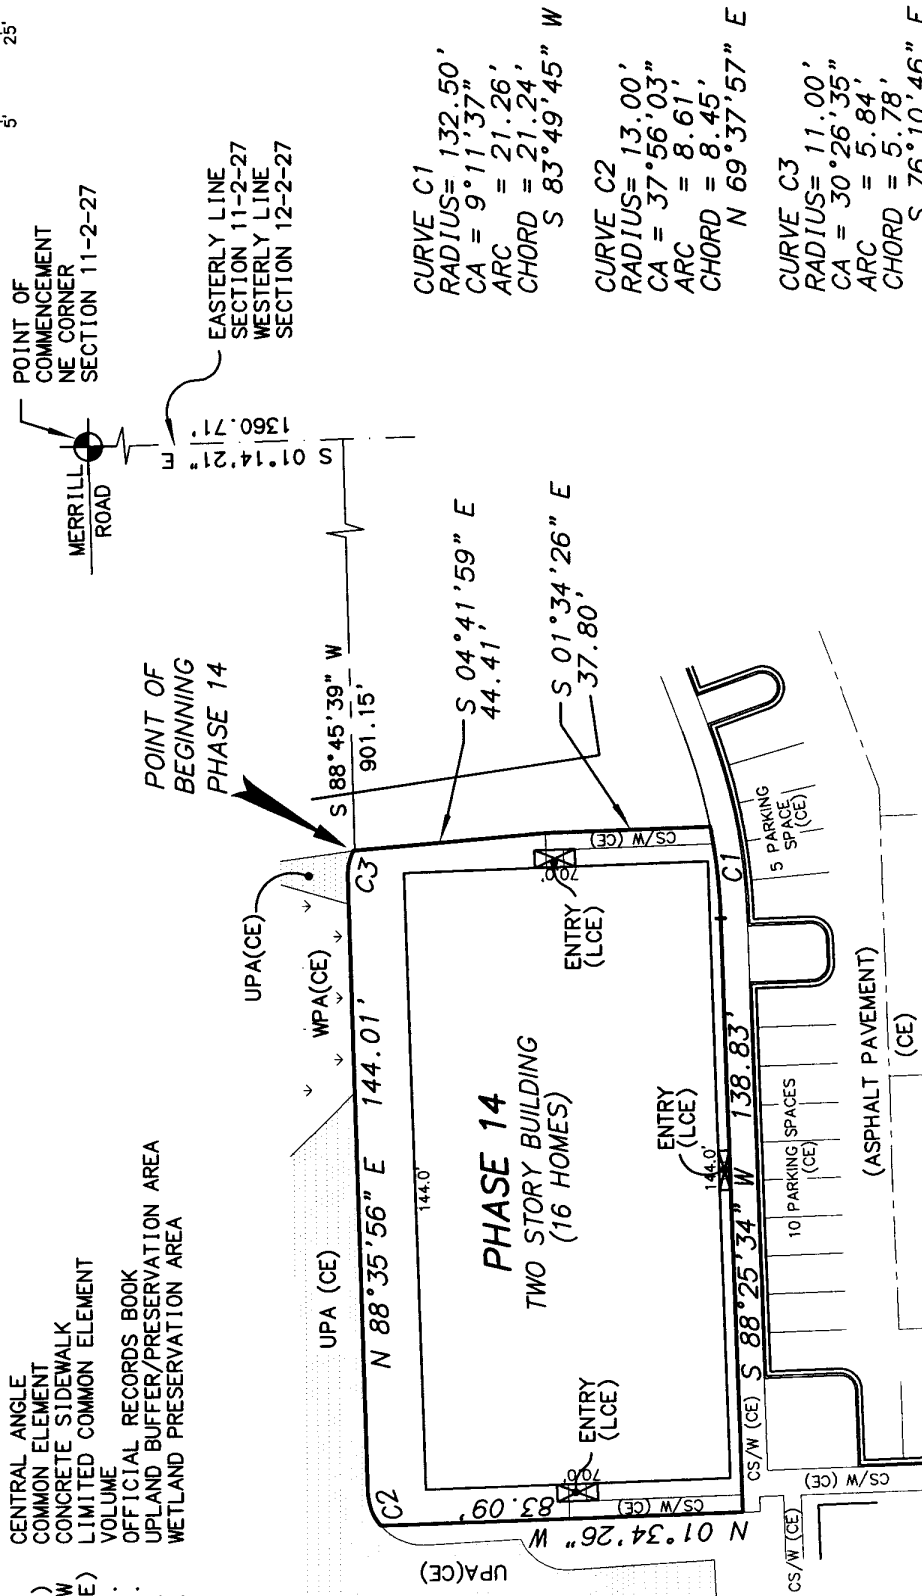 5'
25'
CENTRAL ANGLE
COMMON ELEMENT
CONCRETE SIDEWALK
LIMITED COMMON ELEMENT
VOLUME
OFFICIAL RECORDS BOOK
UPLAND BUFFER/PRESERVATION AREA
WETLAND PRESERVATION AREA
POINT OF
COMMENCEMENT
NE CORNER
SECTION 11-2-27
MERRILL
ROAD
S 01°14'21" E
1360.71'
EASTERLY LINE
SECTION 11-2-27
WESTERLY LINE
SECTION 12-2-27
POINT OF
BEGINNING
PHASE 14
S 88°45'39" W
901.15'
S 04°41'59" E
44.41'
S 01°34'26" E
37.80'
CURVE C1
RADIUS= 132.50'
CA = 9°11'37"
ARC = 21.26'
CHORD = 21.24'
S 83°49'45" W
CURVE C2
RADIUS= 13.00'
CA = 37°56'03"
ARC = 8.61'
CHORD = 8.45'
N 69°37'57" E
CURVE C3
RADIUS= 11.00'
CA = 30°26'35"
ARC = 5.84'
CHORD = 5.78'
S 76°10'46" E
UPA(CE)
WPA(CE)
UPA (CE)
N 88°35'56" E 144.01'
C3
C2
144.0'
PHASE 14
TWO STORY BUILDING
(16 HOMES)
ENTRY
(LCE)
70.0'
CS/W (CE)
ENTRY
(LCE)
144.0'
ENTRY
(LCE)
70.0'
CS/W (CE)
N 01°34'26" W
83.09'
UPA(CE)
S 88°25'34" W 138.83'
C1
CS/W (CE)
CS/W (CE)
CS/W (CE)
10 PARKING SPACES
(CE)
5 PARKING
SPACE
(CE)
(ASPHALT PAVEMENT)
(CE)